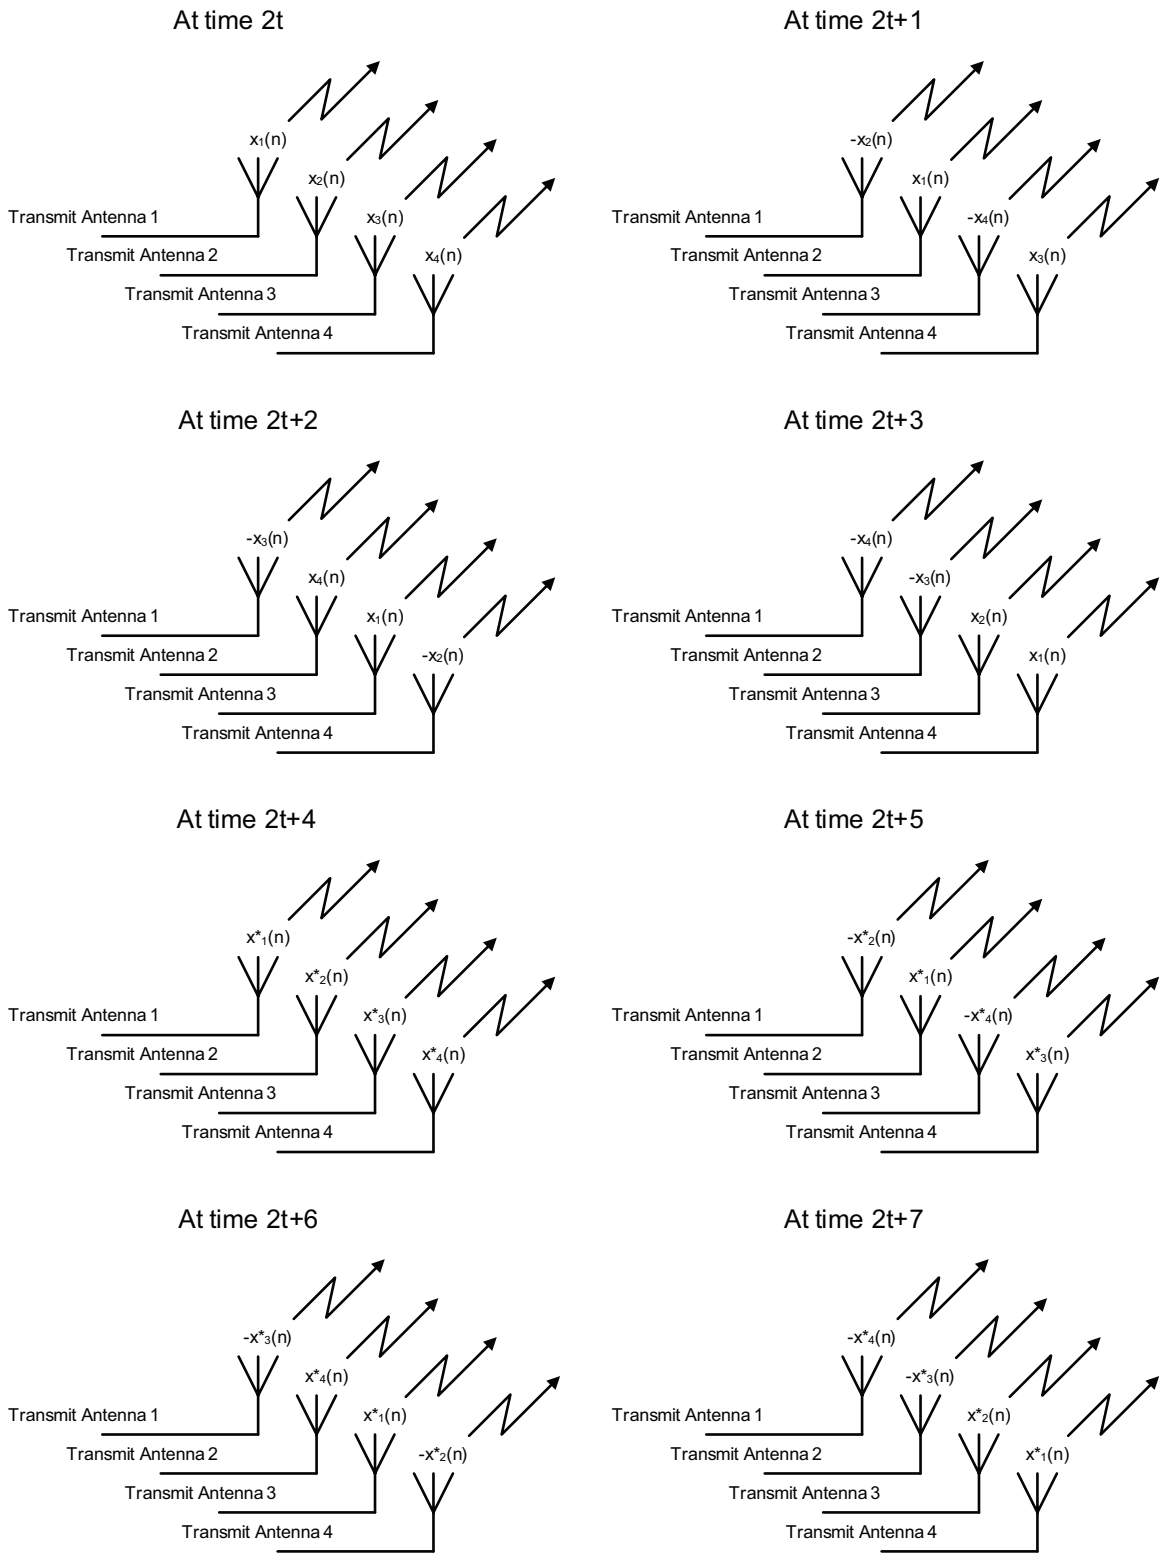 At time 2t
x₁(n)
x₂(n)
x₃(n)
x₄(n)
Transmit Antenna 1
Transmit Antenna 2
Transmit Antenna 3
Transmit Antenna 4
At time 2t+1
-x₂(n)
x₁(n)
-x₄(n)
x₃(n)
Transmit Antenna 1
Transmit Antenna 2
Transmit Antenna 3
Transmit Antenna 4
At time 2t+2
-x₃(n)
x₄(n)
x₁(n)
-x₂(n)
Transmit Antenna 1
Transmit Antenna 2
Transmit Antenna 3
Transmit Antenna 4
At time 2t+3
-x₄(n)
-x₃(n)
x₂(n)
x₁(n)
Transmit Antenna 1
Transmit Antenna 2
Transmit Antenna 3
Transmit Antenna 4
At time 2t+4
x*₁(n)
x*₂(n)
x*₃(n)
x*₄(n)
Transmit Antenna 1
Transmit Antenna 2
Transmit Antenna 3
Transmit Antenna 4
At time 2t+5
-x*₂(n)
x*₁(n)
-x*₄(n)
x*₃(n)
Transmit Antenna 1
Transmit Antenna 2
Transmit Antenna 3
Transmit Antenna 4
At time 2t+6
-x*₃(n)
x*₄(n)
x*₁(n)
-x*₂(n)
Transmit Antenna 1
Transmit Antenna 2
Transmit Antenna 3
Transmit Antenna 4
At time 2t+7
-x*₄(n)
-x*₃(n)
x*₂(n)
x*₁(n)
Transmit Antenna 1
Transmit Antenna 2
Transmit Antenna 3
Transmit Antenna 4